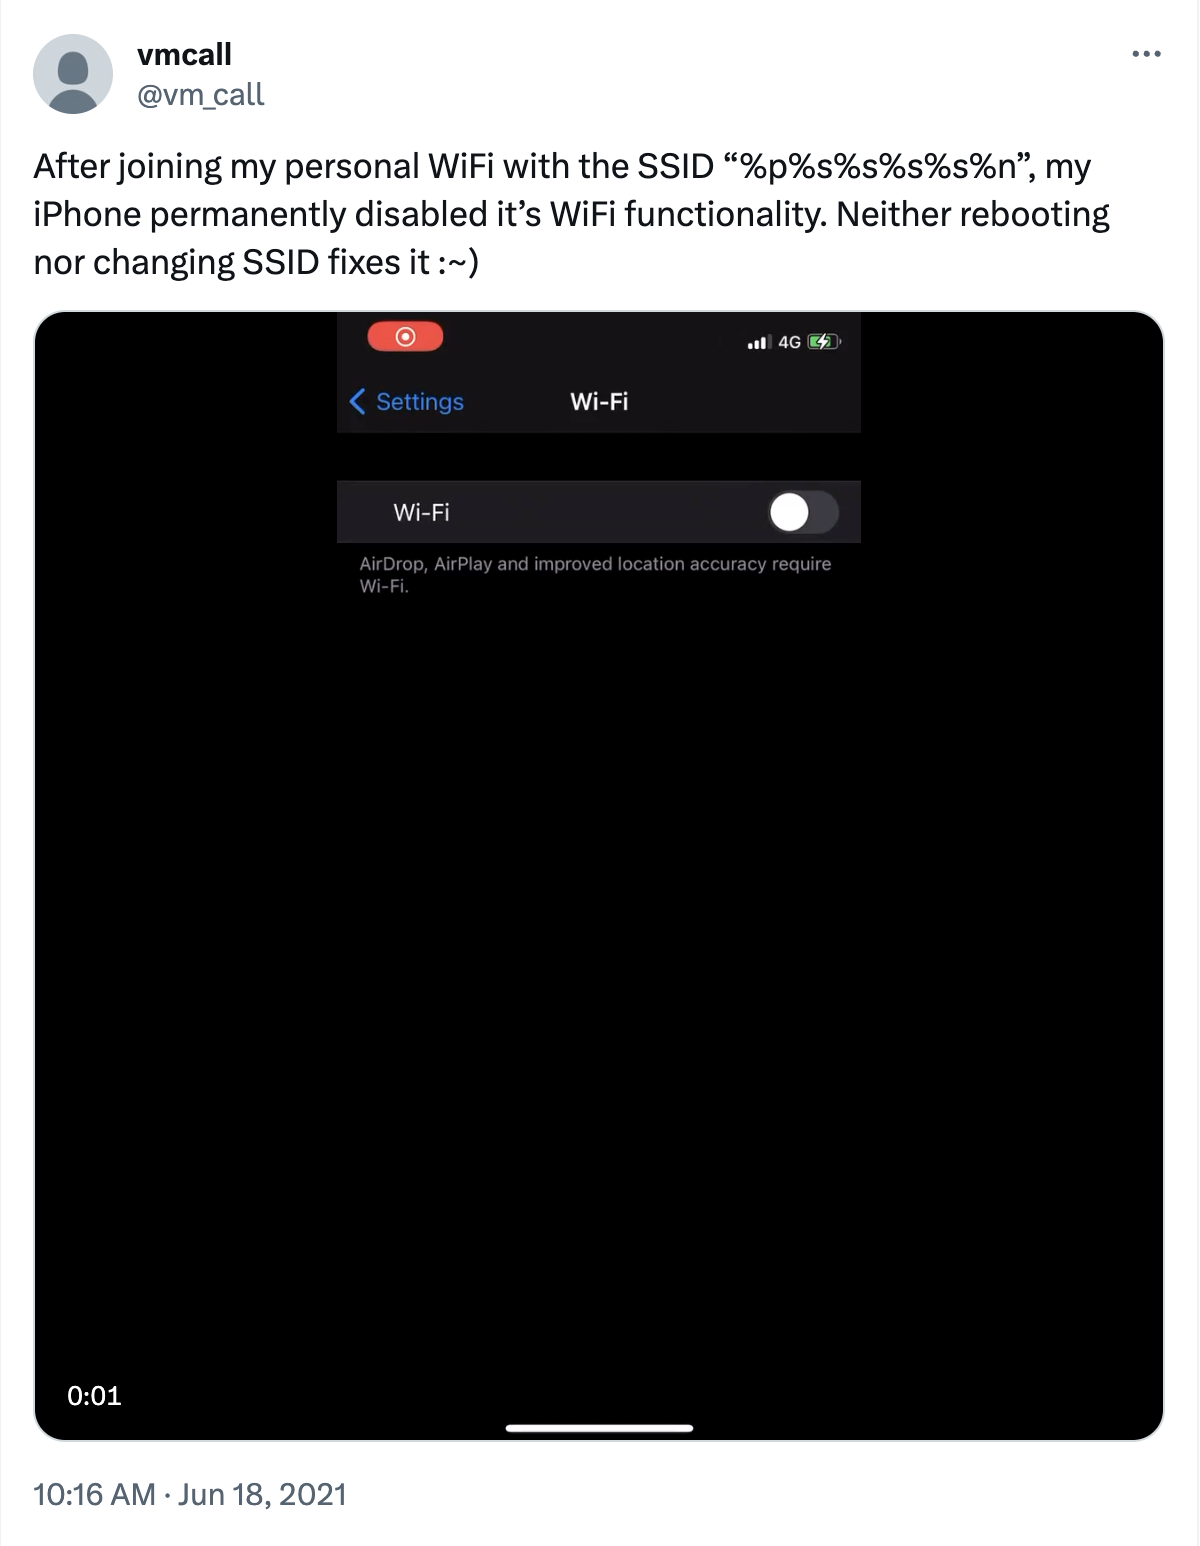 vmcall
@vm_call
After joining my personal WiFi with the SSID “%p%s%s%s%s%n”, my
iPhone permanently disabled it’s WiFi functionality. Neither rebooting
nor changing SSID fixes it :~)
4G
Settings
Wi-Fi
Wi-Fi
AirDrop, AirPlay and improved location accuracy require
Wi-Fi.
0:01
10:16 AM · Jun 18, 2021